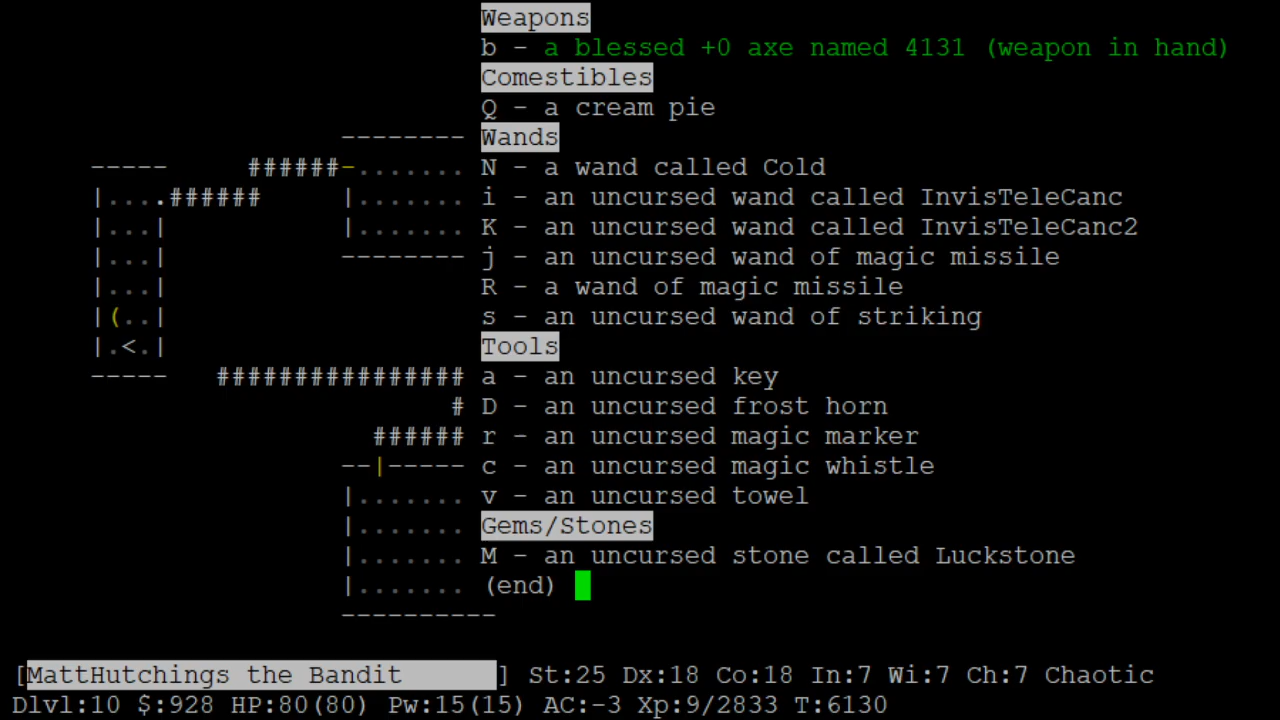 Weapons
b - a blessed +0 axe named 4131 (weapon in hand)
Comestibles
Q - a cream pie
-------- Wands
----- ######-....... N - a wand called Cold
|....###### |....... i - an uncursed wand called InvisTeleCanc
|...| |....... K - an uncursed wand called InvisTeleCanc2
|...| -------- j - an uncursed wand of magic missile
|...| R - a wand of magic missile
|(..| s - an uncursed wand of striking
|.<.| Tools
----- ################ a - an uncursed key
# D - an uncursed frost horn
###### r - an uncursed magic marker
--|----- c - an uncursed magic whistle
|....... v - an uncursed towel
|....... Gems/Stones
|....... M - an uncursed stone called Luckstone
|....... (end)
----------
[MattHutchings the Bandit ] St:25 Dx:18 Co:18 In:7 Wi:7 Ch:7 Chaotic
Dlvl:10 $:928 HP:80(80) Pw:15(15) AC:-3 Xp:9/2833 T:6130